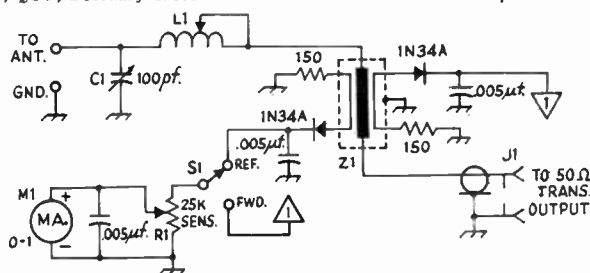 L1
TO
ANT.
C1
100pf.
GND.
150
1N34A
.005µf.
1
1N34A
150
.005µf.
Z1
S1
REF.
J1
TO 50Ω
TRANS.
OUTPUT
M1
+
MA.
-
0-1
.005µf.
25K
SENS.
R1
FWD.
1